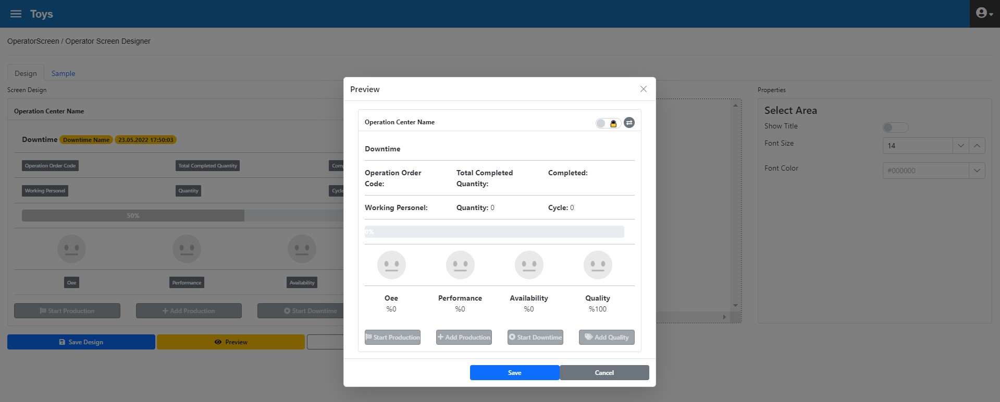 Toys
OperatorScreen / Operator Screen Designer
Design
Sample
Screen Design
Operation Center Name
Downtime Downtime Name 23.05.2022 17:50:03
Operation Order Code Total Completed Quantity Comp
Working Personel Quantity Cycle
50%
Oee Performance Availability
Start Production Add Production Start Downtime
Save Design Preview
Preview
Operation Center Name
Downtime
Operation Order Code: Total Completed Quantity: Completed:
Working Personel: Quantity: 0 Cycle: 0
0%
Oee Performance Availability Quality
%0 %0 %0 %100
Start Production Add Production Start Downtime Add Quality
Save Cancel
Properties
Select Area
Show Title
Font Size 14
Font Color #000000